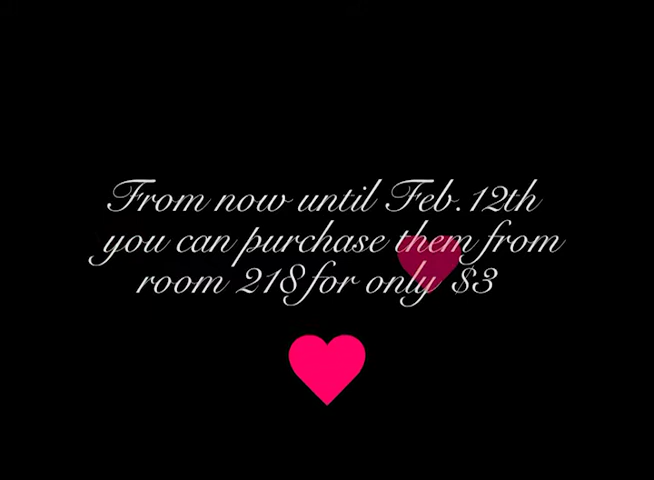 From now until Feb.12th
you can purchase them from
room 218 for only $3